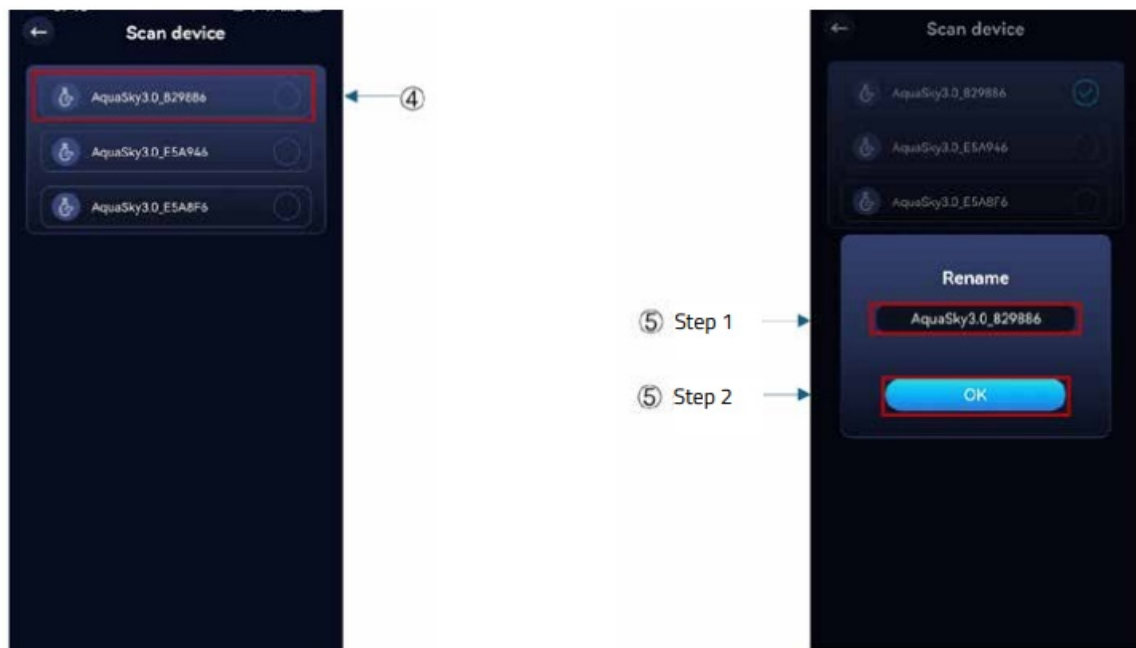 Scan device
AquaSky3.0_829886
AquaSky3.0_E5A946
AquaSky3.0_E5A8F6
④
Scan device
AquaSky3.0_829886
AquaSky3.0_E5A946
AquaSky3.0_E5A8F6
Rename
⑤ Step 1
AquaSky3.0_829886
⑤ Step 2
OK